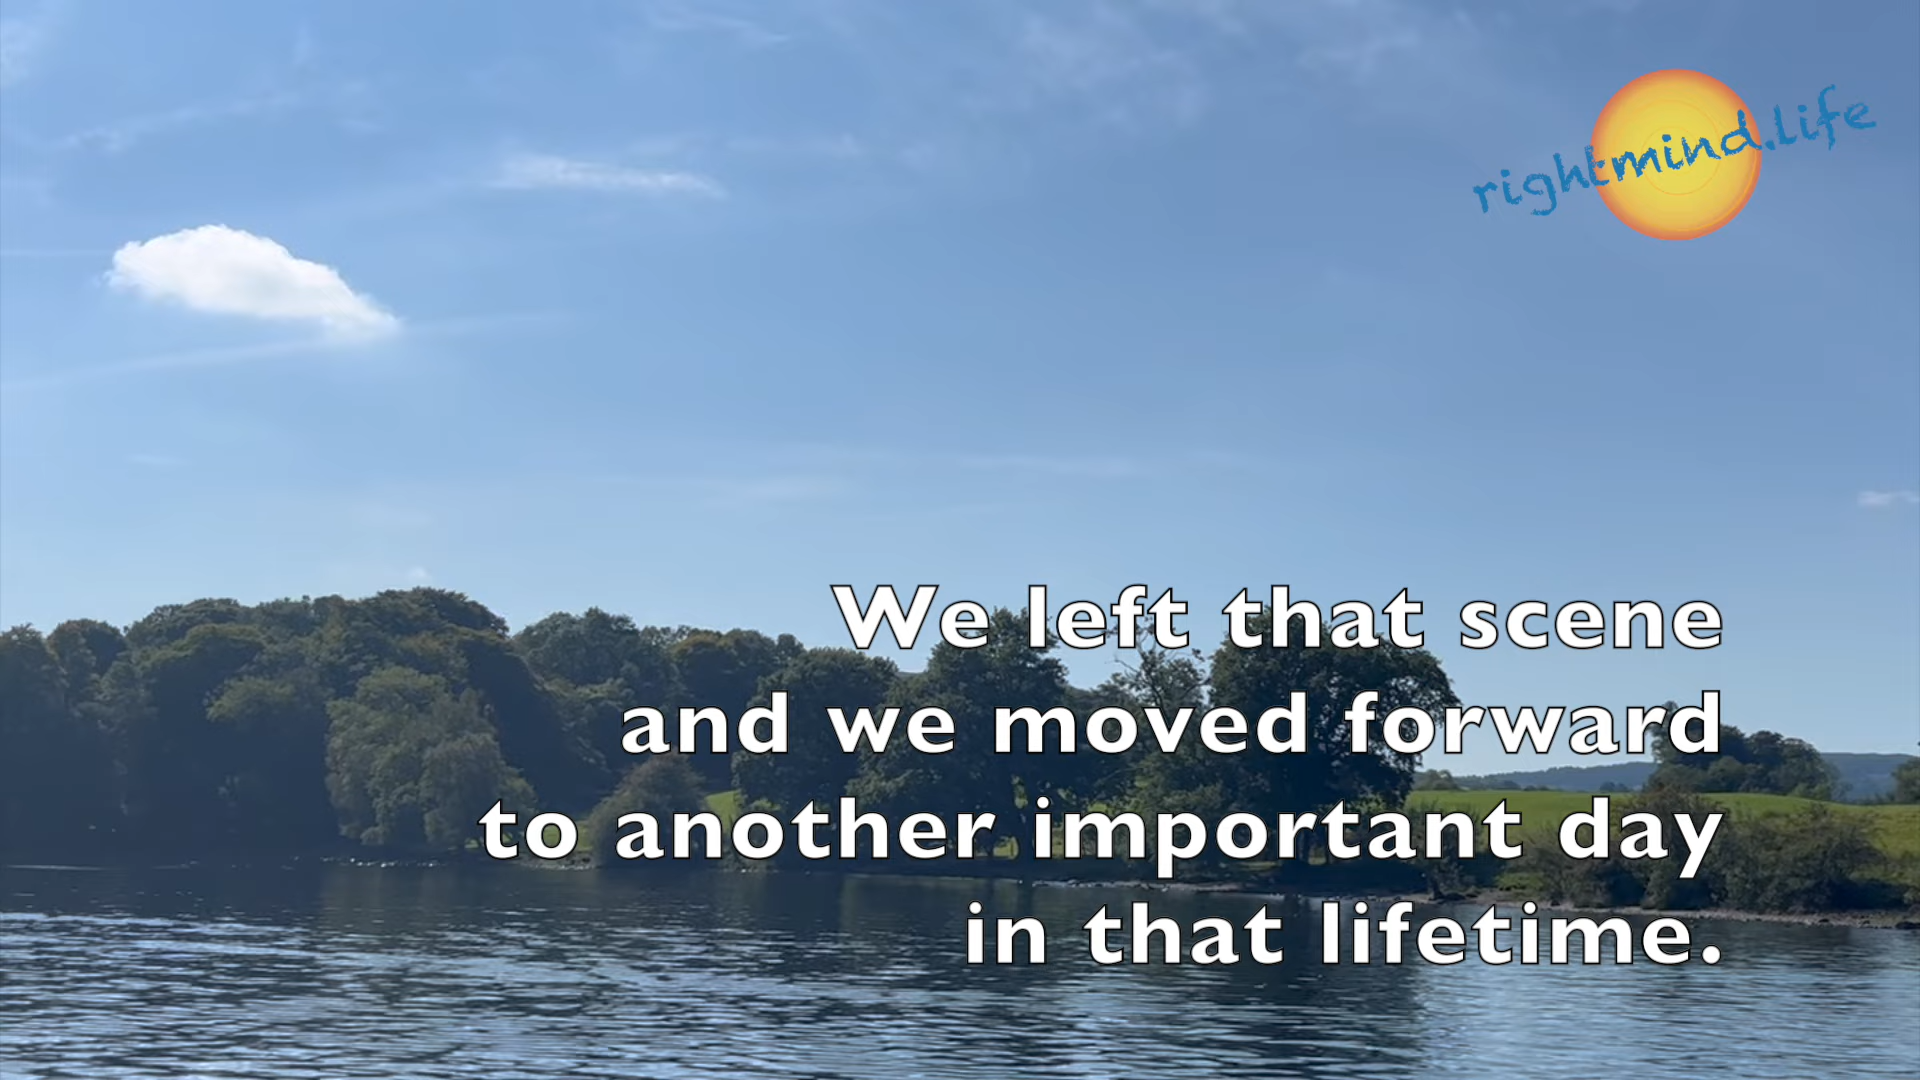 rightmind.life
We left that scene
and we moved forward
to another important day
in that lifetime.